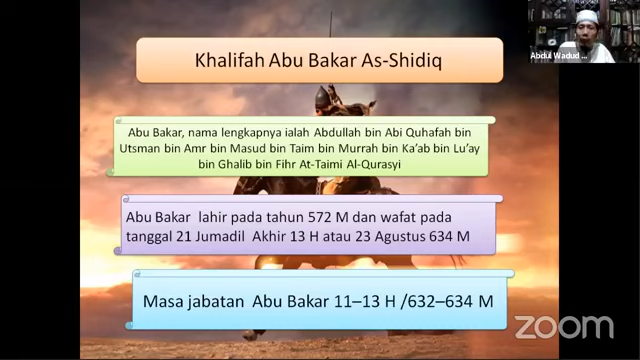 Abdul Wadud ...
Khalifah Abu Bakar As-Shidiq
Abu Bakar, nama lengkapnya ialah Abdullah bin Abi Quhafah bin
Utsman bin Amr bin Masud bin Taim bin Murrah bin Ka'ab bin Lu'ay
bin Ghalib bin Fihr At-Taimi Al-Qurasyi
Abu Bakar lahir pada tahun 572 M dan wafat pada
tanggal 21 Jumadil Akhir 13 H atau 23 Agustus 634 M
Masa jabatan Abu Bakar 11–13 H /632–634 M
zoom